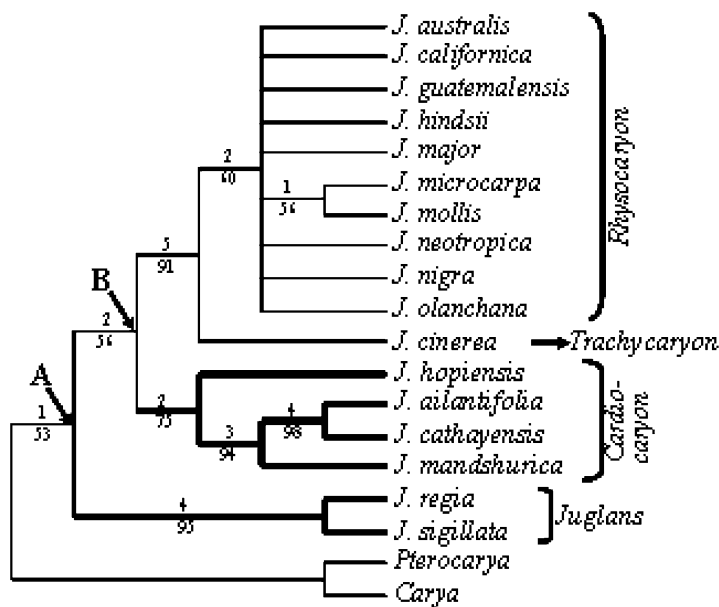 J. australis
J. californica
J. guatemalensis
J. hindsii
J. major
J. microcarpa
J. mollis
J. neotropica
J. nigra
J. olanchana
Rhysocaryon
J. cinerea
Trachycaryon
J. hopiensis
J. ailantifolia
J. cathayensis
J. mandshurica
Cardio-
caryon
J. regia
J. sigillata
Juglans
Pterocarya
Carya
2
60
1
56
5
91
B
2
56
A
1
53
2
75
4
98
3
94
4
95